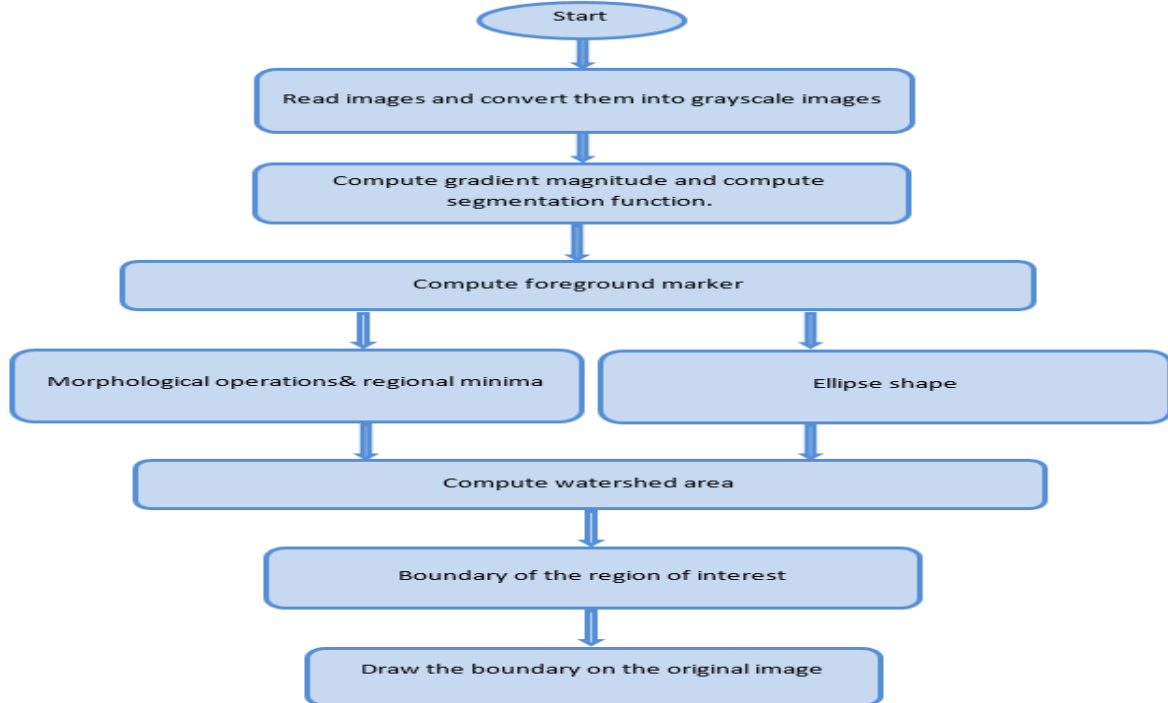 Start
Read images and convert them into grayscale images
Compute gradient magnitude and compute
segmentation function.
Compute foreground marker
Morphological operations& regional minima
Ellipse shape
Compute watershed area
Boundary of the region of interest
Draw the boundary on the original image